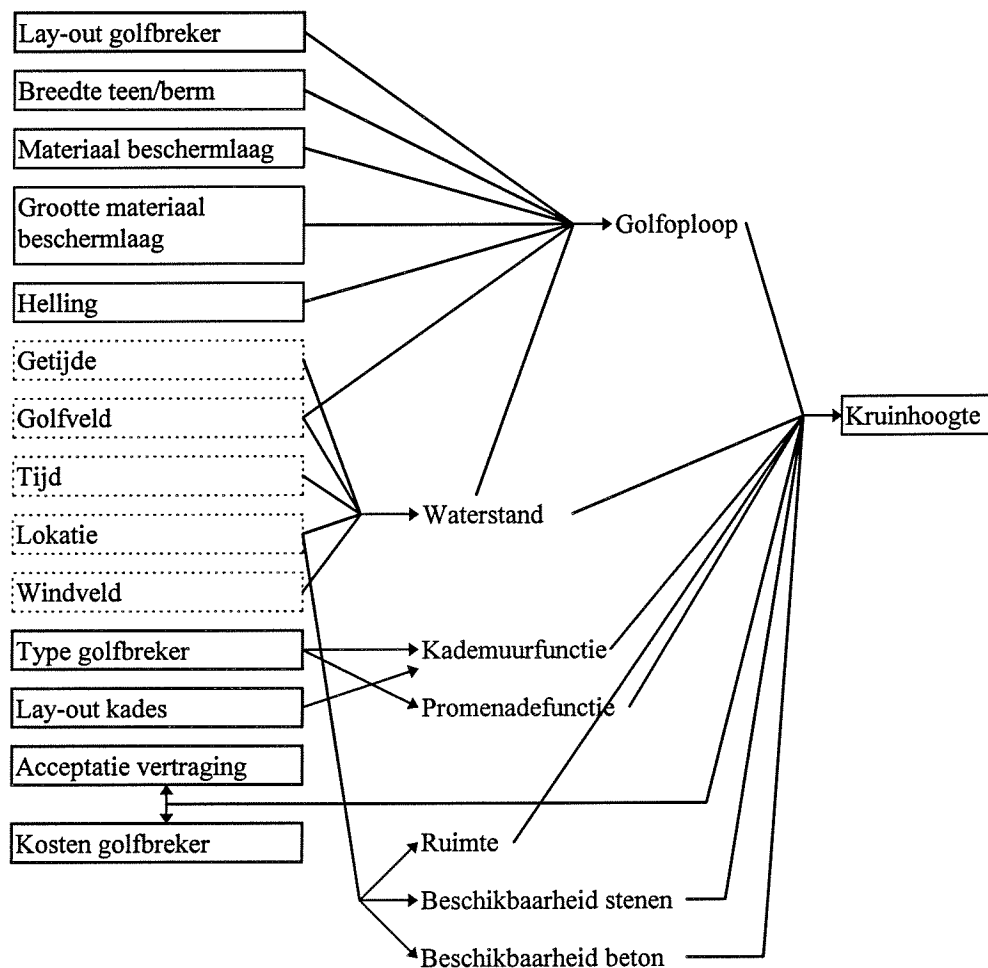 Lay-out golfbreker
Breedte teen/berm
Materiaal beschermlaag
Grootte materiaal
beschermlaag
Golfoploop
Helling
Getijde
Golfveld
Kruinhoogte
Tijd
Waterstand
Lokatie
Windveld
Type golfbreker
Kademuurfunctie
Lay-out kades
Promenadefunctie
Acceptatie vertraging
Kosten golfbreker
Ruimte
Beschikbaarheid stenen
Beschikbaarheid beton